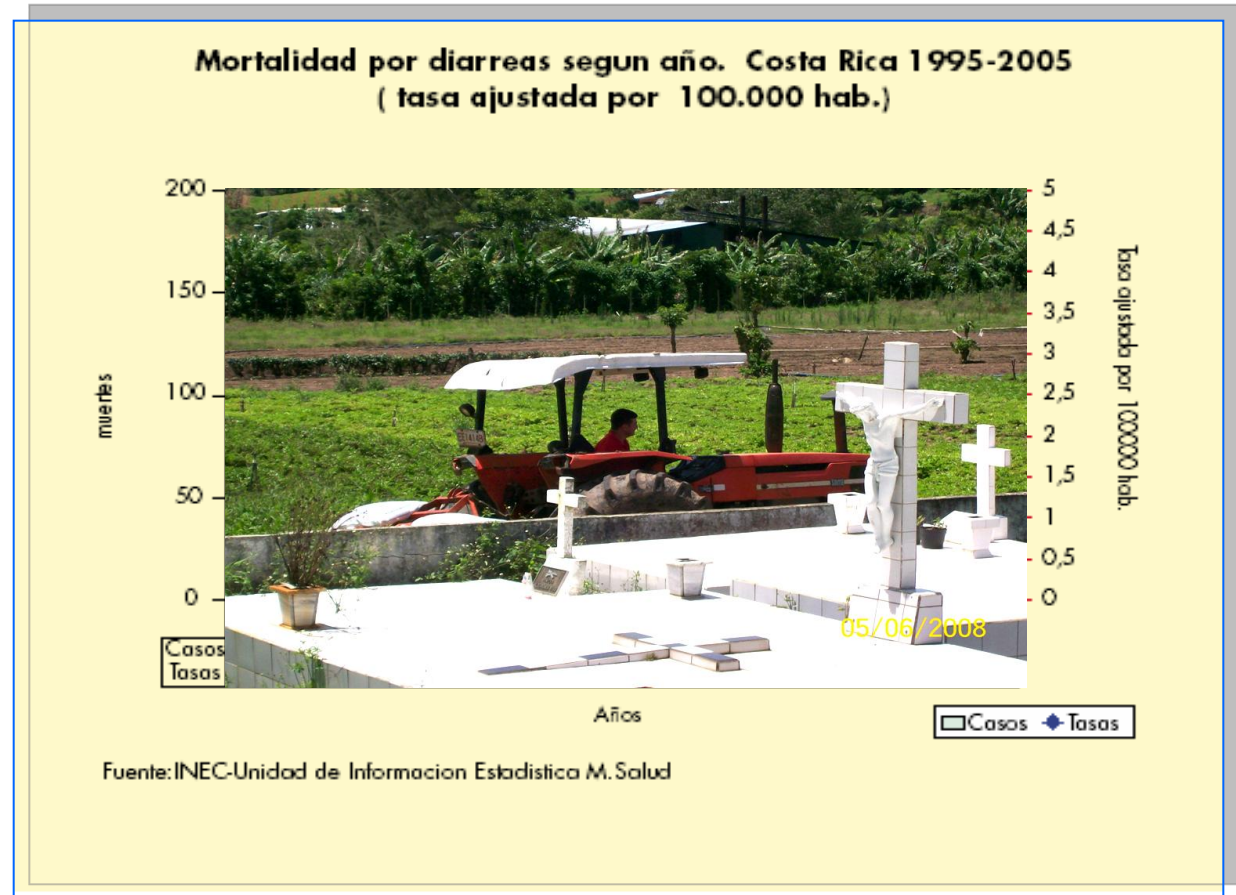 Mortalidad por diarreas segun año. Costa Rica 1995-2005
( tasa ajustada por 100.000 hab.)
200
150
100
50
0
muertes
5
4,5
4
3,5
3
2,5
2
1,5
1
0,5
0
Tasa ajustada por 100000 hab.
05/06/2008
Casos
Tasas
Años
Casos
Tasas
Fuente:INEC-Unidad de Informacion Estadistica M.Salud